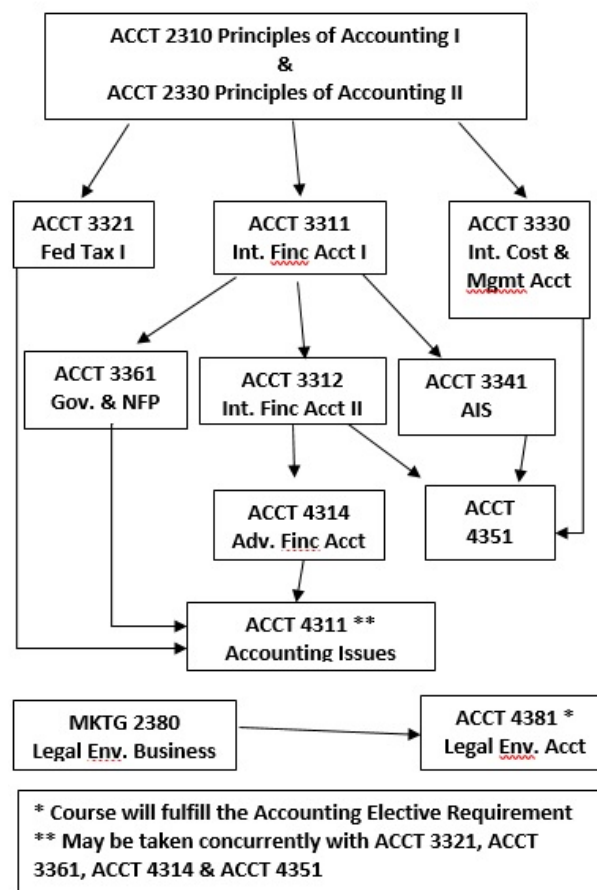 ACCT 2310 Principles of Accounting I
&
ACCT 2330 Principles of Accounting II
ACCT 3321
Fed Tax I
ACCT 3311
Int. Finc Acct I
ACCT 3330
Int. Cost &
Mgmt Acct
ACCT 3361
Gov. & NFP
ACCT 3312
Int. Finc Acct II
ACCT 3341
AIS
ACCT 4314
Adv. Finc Acct
ACCT
4351
ACCT 4311 **
Accounting Issues
MKTG 2380
Legal Env. Business
ACCT 4381 *
Legal Env. Acct
* Course will fulfill the Accounting Elective Requirement
** May be taken concurrently with ACCT 3321, ACCT
3361, ACCT 4314 & ACCT 4351